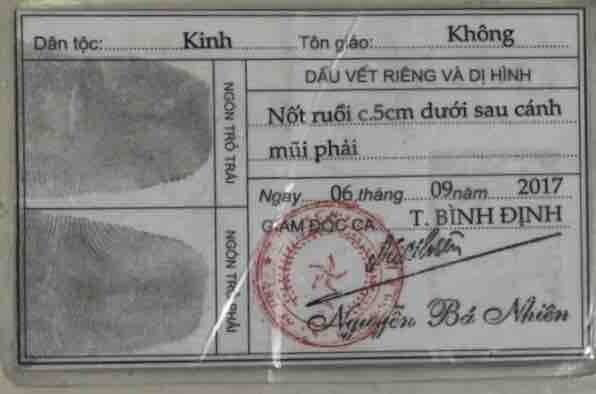 Dân tộc: Kinh Tôn giáo: Không
NGÓN TRỎ TRÁI
DẤU VẾT RIÊNG VÀ DỊ HÌNH
Nốt ruồi c.5cm dưới sau cánh
mũi phải
Ngày 06 tháng 09 năm 2017
GIÁM ĐỐC CA T. BÌNH ĐỊNH
NGÓN TRỎ PHẢI
Nguyễn Bá Nhiên